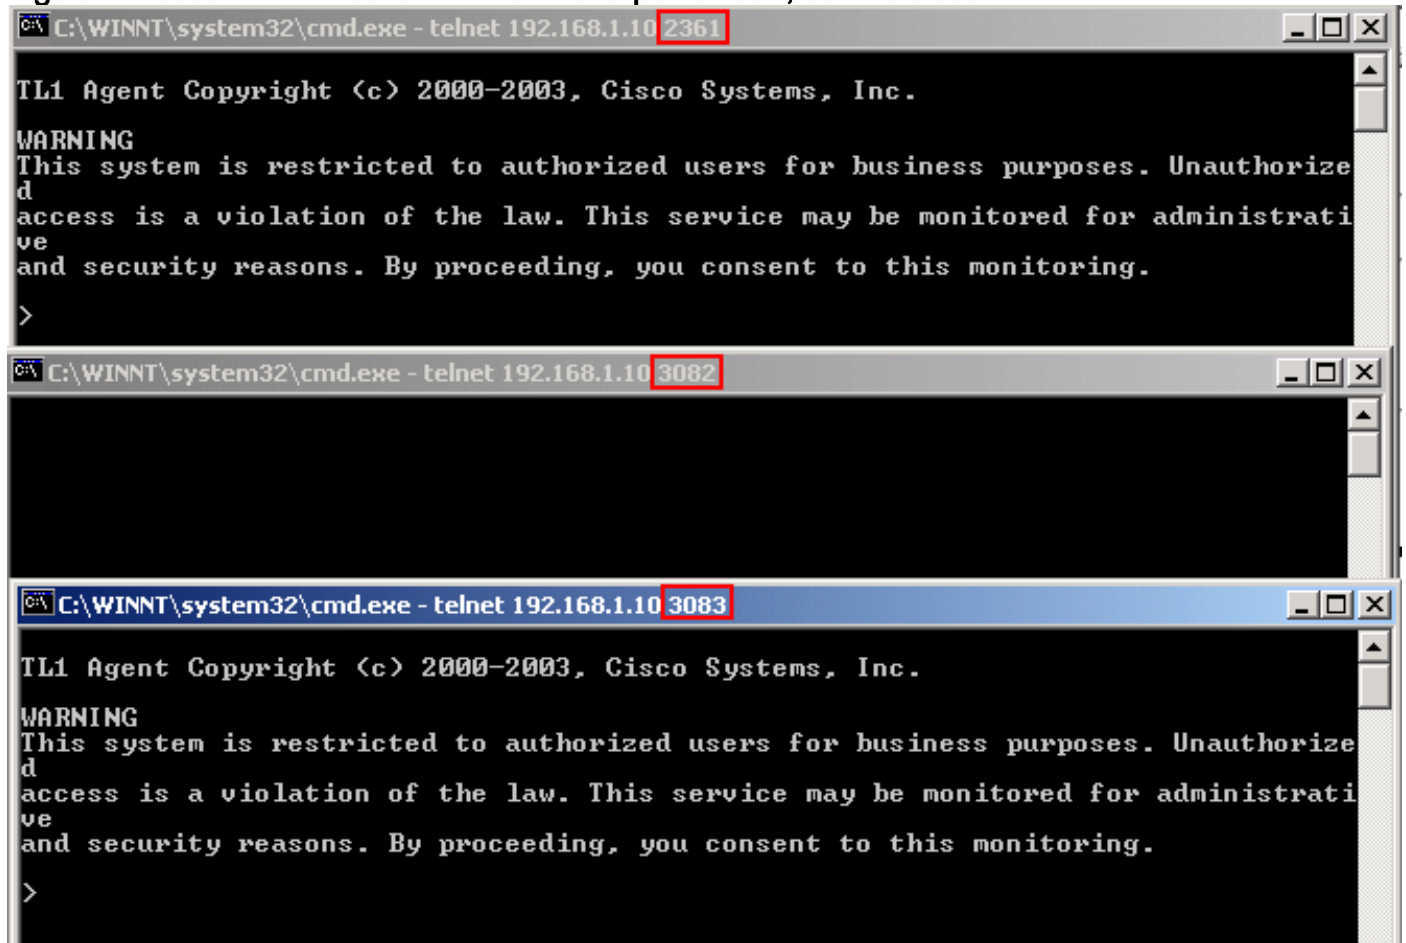 C:\WINNT\system32\cmd.exe - telnet 192.168.1.10 2361
TL1 Agent Copyright (c) 2000-2003, Cisco Systems, Inc.
WARNING
This system is restricted to authorized users for business purposes. Unauthorize
d
access is a violation of the law. This service may be monitored for administrati
ve
and security reasons. By proceeding, you consent to this monitoring.
>
C:\WINNT\system32\cmd.exe - telnet 192.168.1.10 3082
C:\WINNT\system32\cmd.exe - telnet 192.168.1.10 3083
TL1 Agent Copyright (c) 2000-2003, Cisco Systems, Inc.
WARNING
This system is restricted to authorized users for business purposes. Unauthorize
d
access is a violation of the law. This service may be monitored for administrati
ve
and security reasons. By proceeding, you consent to this monitoring.
>